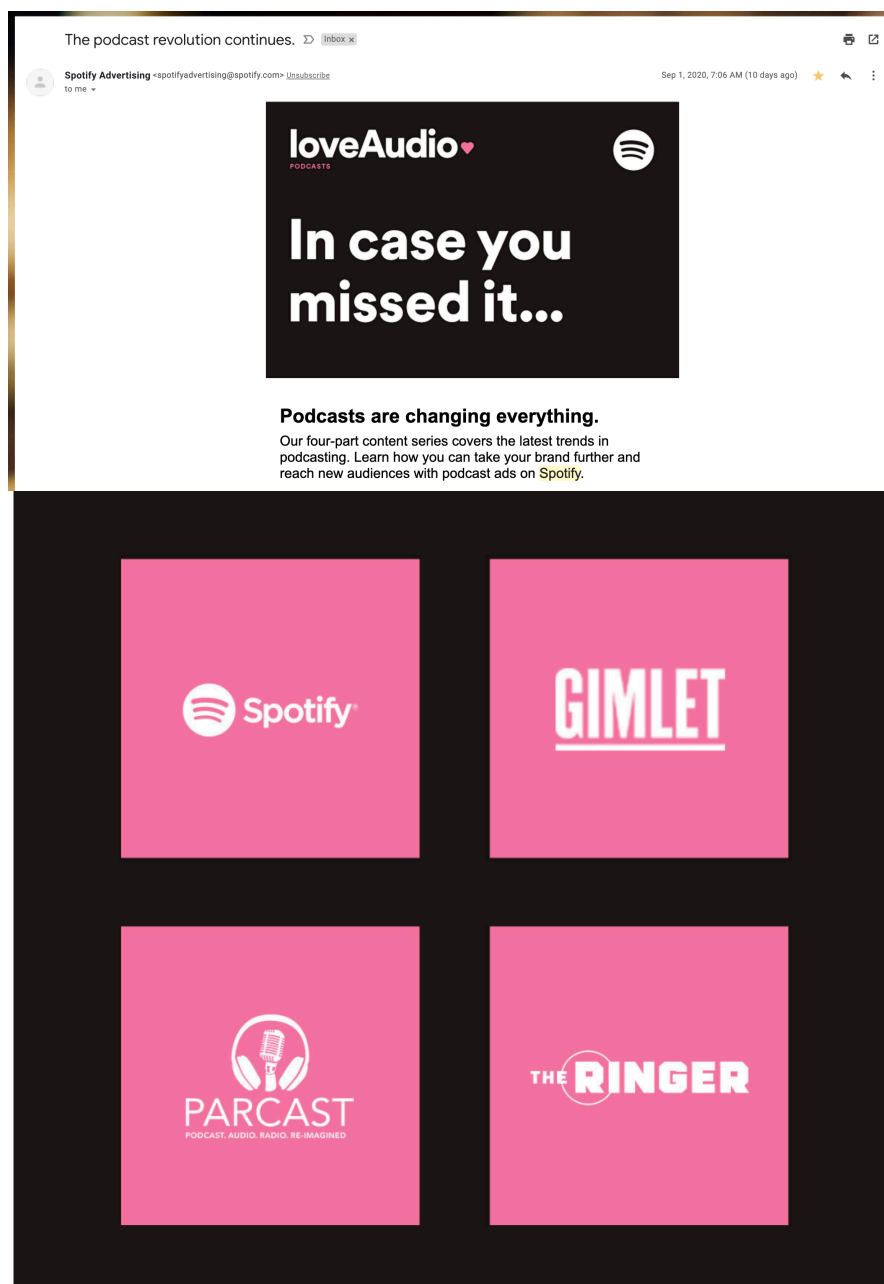 The podcast revolution continues. Inbox x
Spotify Advertising <spotifyadvertising@spotify.com> Unsubscribe Sep 1, 2020, 7:06 AM (10 days ago)
to me
loveAudio
PODCASTS
In case you
missed it...
Podcasts are changing everything.
Our four-part content series covers the latest trends in
podcasting. Learn how you can take your brand further and
reach new audiences with podcast ads on Spotify.
Spotify®
GIMLET
PARCAST
PODCAST. AUDIO. RADIO. RE-IMAGINED
THE RINGER